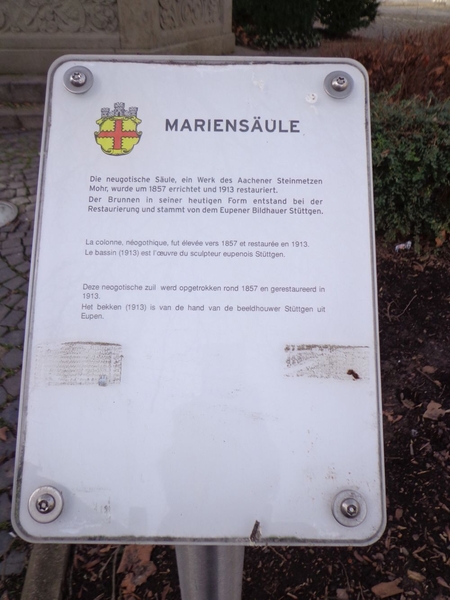 MARIENSÄULE
Die neugotische Säule, ein Werk des Aachener Steinmetzen
Mohr, wurde um 1857 errichtet und 1913 restauriert.
Der Brunnen in seiner heutigen Form entstand bei der
Restaurierung und stammt von dem Eupener Bildhauer Stüttgen.
La colonne, néogothique, fut élevée vers 1857 et restaurée en 1913.
Le bassin (1913) est l'œuvre du sculpteur eupenois Stüttgen.
Deze neogotische zuil werd opgetrokken rond 1857 en gerestaureerd in
1913.
Het bekken (1913) is van de hand van de beeldhouwer Stüttgen uit
Eupen.